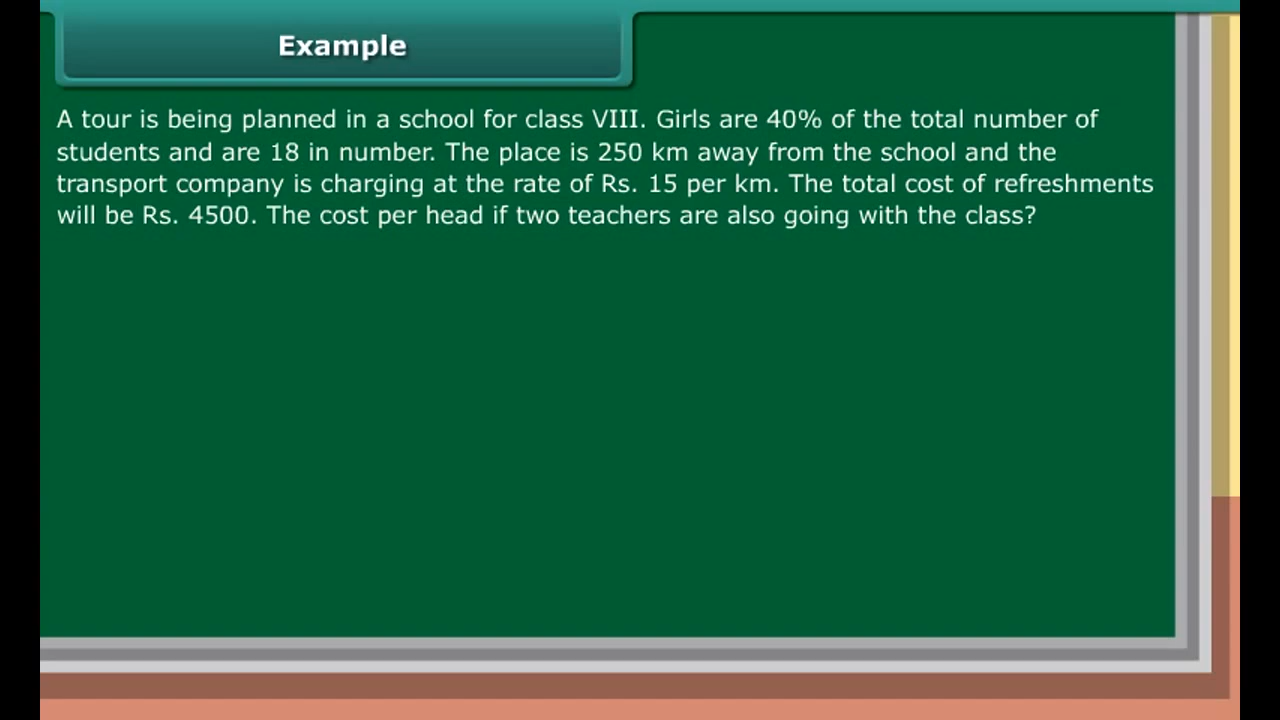 Example
A tour is being planned in a school for class VIII. Girls are 40% of the total number of
students and are 18 in number. The place is 250 km away from the school and the
transport company is charging at the rate of Rs. 15 per km. The total cost of refreshments
will be Rs. 4500. The cost per head if two teachers are also going with the class?